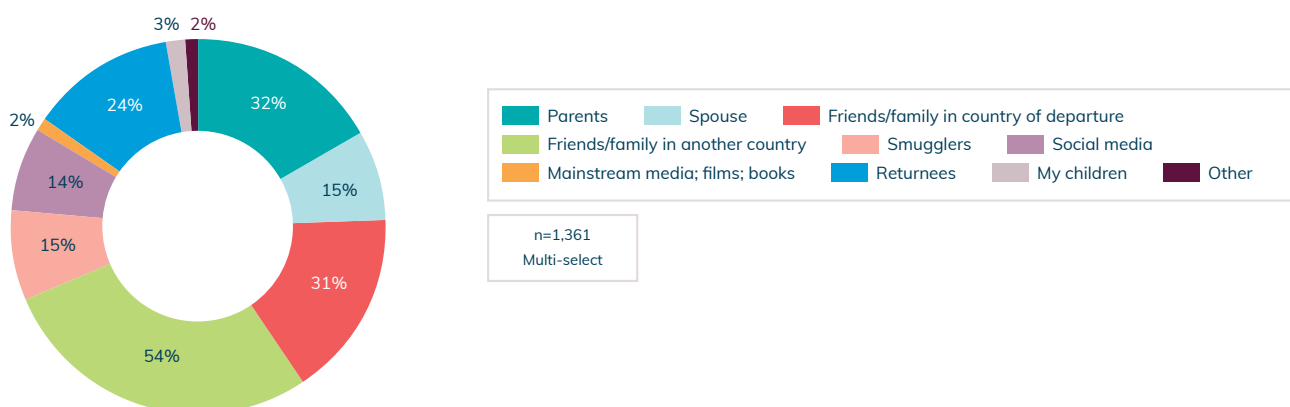 3% 2%
24%
32%
2%
14%
15%
15%
31%
54%
Parents Spouse Friends/family in country of departure
Friends/family in another country Smugglers Social media
Mainstream media; films; books Returnees My children Other
n=1,361
Multi-select